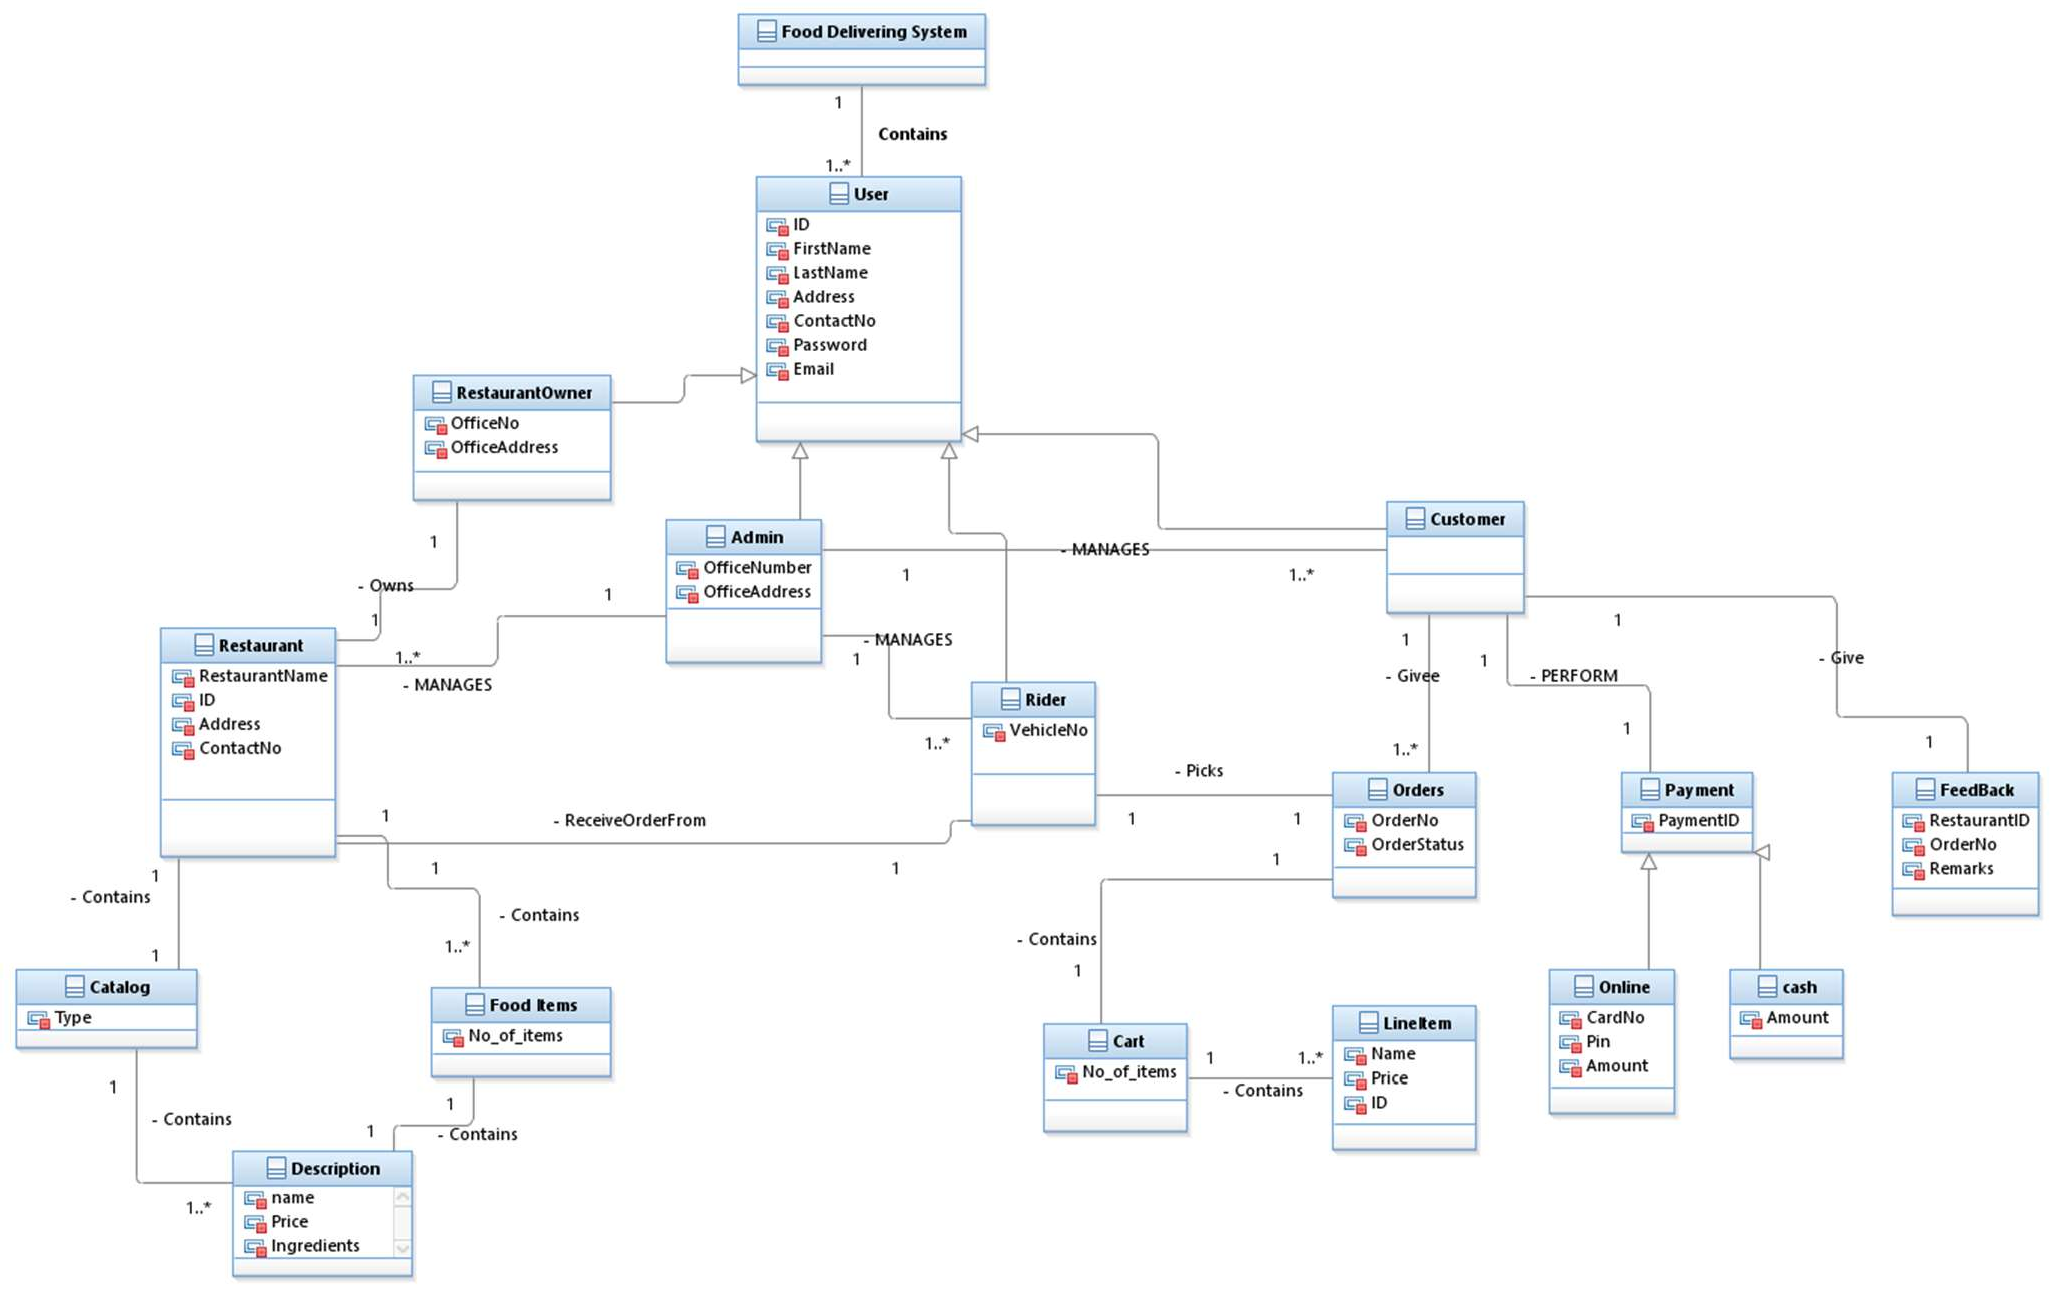 Food Delivering System
1
Contains
1..*
User
ID
FirstName
LastName
Address
ContactNo
Password
Email
RestaurantOwner
OfficeNo
OfficeAddress
1
- Owns
1
Admin
OfficeNumber
OfficeAddress
Customer
- MANAGES
1
1..*
1
1..*
- MANAGES
- MANAGES
1
1..*
Restaurant
RestaurantName
ID
Address
ContactNo
Rider
VehicleNo
1
- Givee
1..*
1
- PERFORM
1
1
- Give
1
- Picks
1
1
Orders
OrderNo
OrderStatus
Payment
PaymentID
FeedBack
RestaurantID
OrderNo
Remarks
1
- ReceiveOrderFrom
1
1
- Contains
1
1
- Contains
1..*
1
- Contains
1
Catalog
Type
Food Items
No_of_items
Cart
No_of_items
1
1..*
- Contains
LineItem
Name
Price
ID
Online
CardNo
Pin
Amount
cash
Amount
1
- Contains
1..*
1
- Contains
1
Description
name
Price
Ingredients